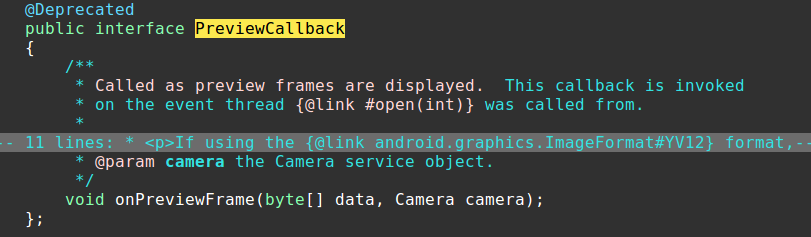 @Deprecated
public interface PreviewCallback
{
/**
* Called as preview frames are displayed.  This callback is invoked
* on the event thread {@link #open(int)} was called from.
*
-- 11 lines: * <p>If using the {@link android.graphics.ImageFormat#YV12} format,--
* @param camera the Camera service object.
*/
void onPreviewFrame(byte[] data, Camera camera);
};